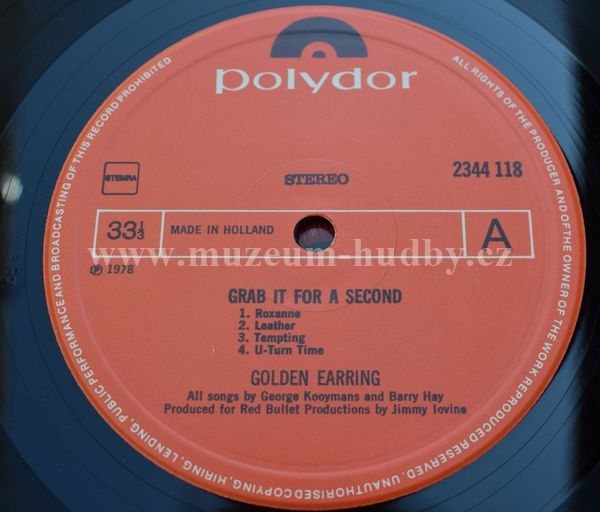 polydor
ALL RIGHTS OF THE PRODUCER AND OF THE OWNER OF THE WORK REPRODUCED RESERVED. UNAUTHORISED COPYING, HIRING, LENDING, PUBLIC PERFORMANCE AND BROADCASTING OF THIS RECORD PROHIBITED
STEMRA
STEREO
2344 118
33 1/3
MADE IN HOLLAND
A
www.muzeum-hudby.cz
℗ 1978
GRAB IT FOR A SECOND
1. Roxanne
2. Leather
3. Tempting
4. U-Turn Time
GOLDEN EARRING
All songs by George Kooymans and Barry Hay
Produced for Red Bullet Productions by Jimmy Iovine